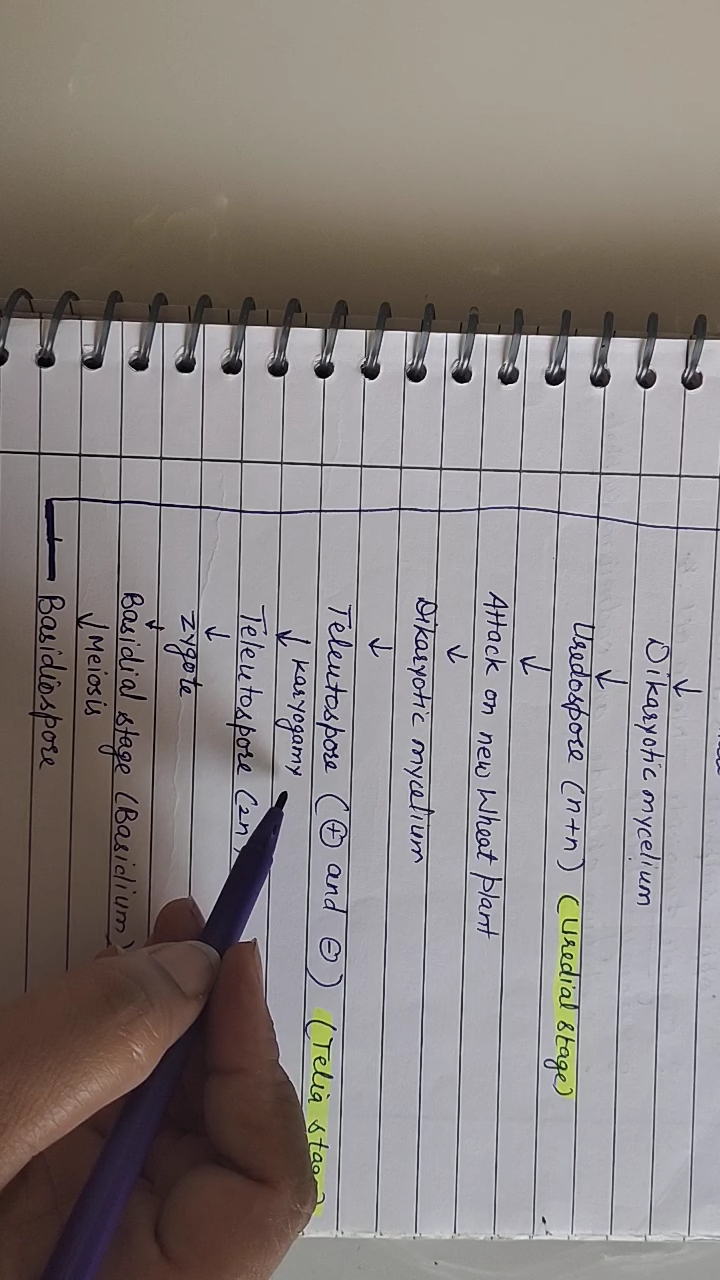 ↓
Dikaryotic mycelium
↓
Uredospore (n+n) (Uredial stage)
↓
Attack on new wheat plant
↓
Dikaryotic mycelium
↓
Teleutospore (⊕ and ⊖) (Telia stage)
↓ karyogamy
Teleutospore (2n)
↓
Zygote
↓
Basidial stage (Basidium)
↓ Meiosis
Basidiospore